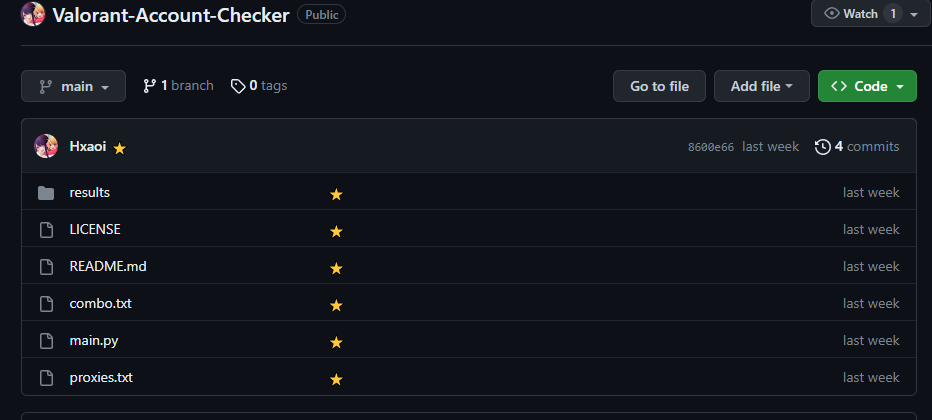 Valorant-Account-Checker Public Watch 1
main 1 branch 0 tags Go to file Add file Code
Hxaoi 8600e66 last week 4 commits
results last week
LICENSE last week
README.md last week
combo.txt last week
main.py last week
proxies.txt last week